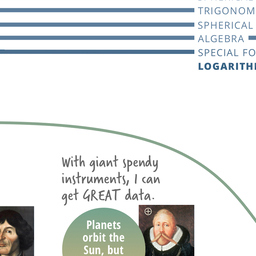 TRIGONOM
SPHERICAL
ALGEBRA
SPECIAL FO
LOGARITH
With giant spendy
instruments, I can
get GREAT data.
Planets
orbit the
Sun, but